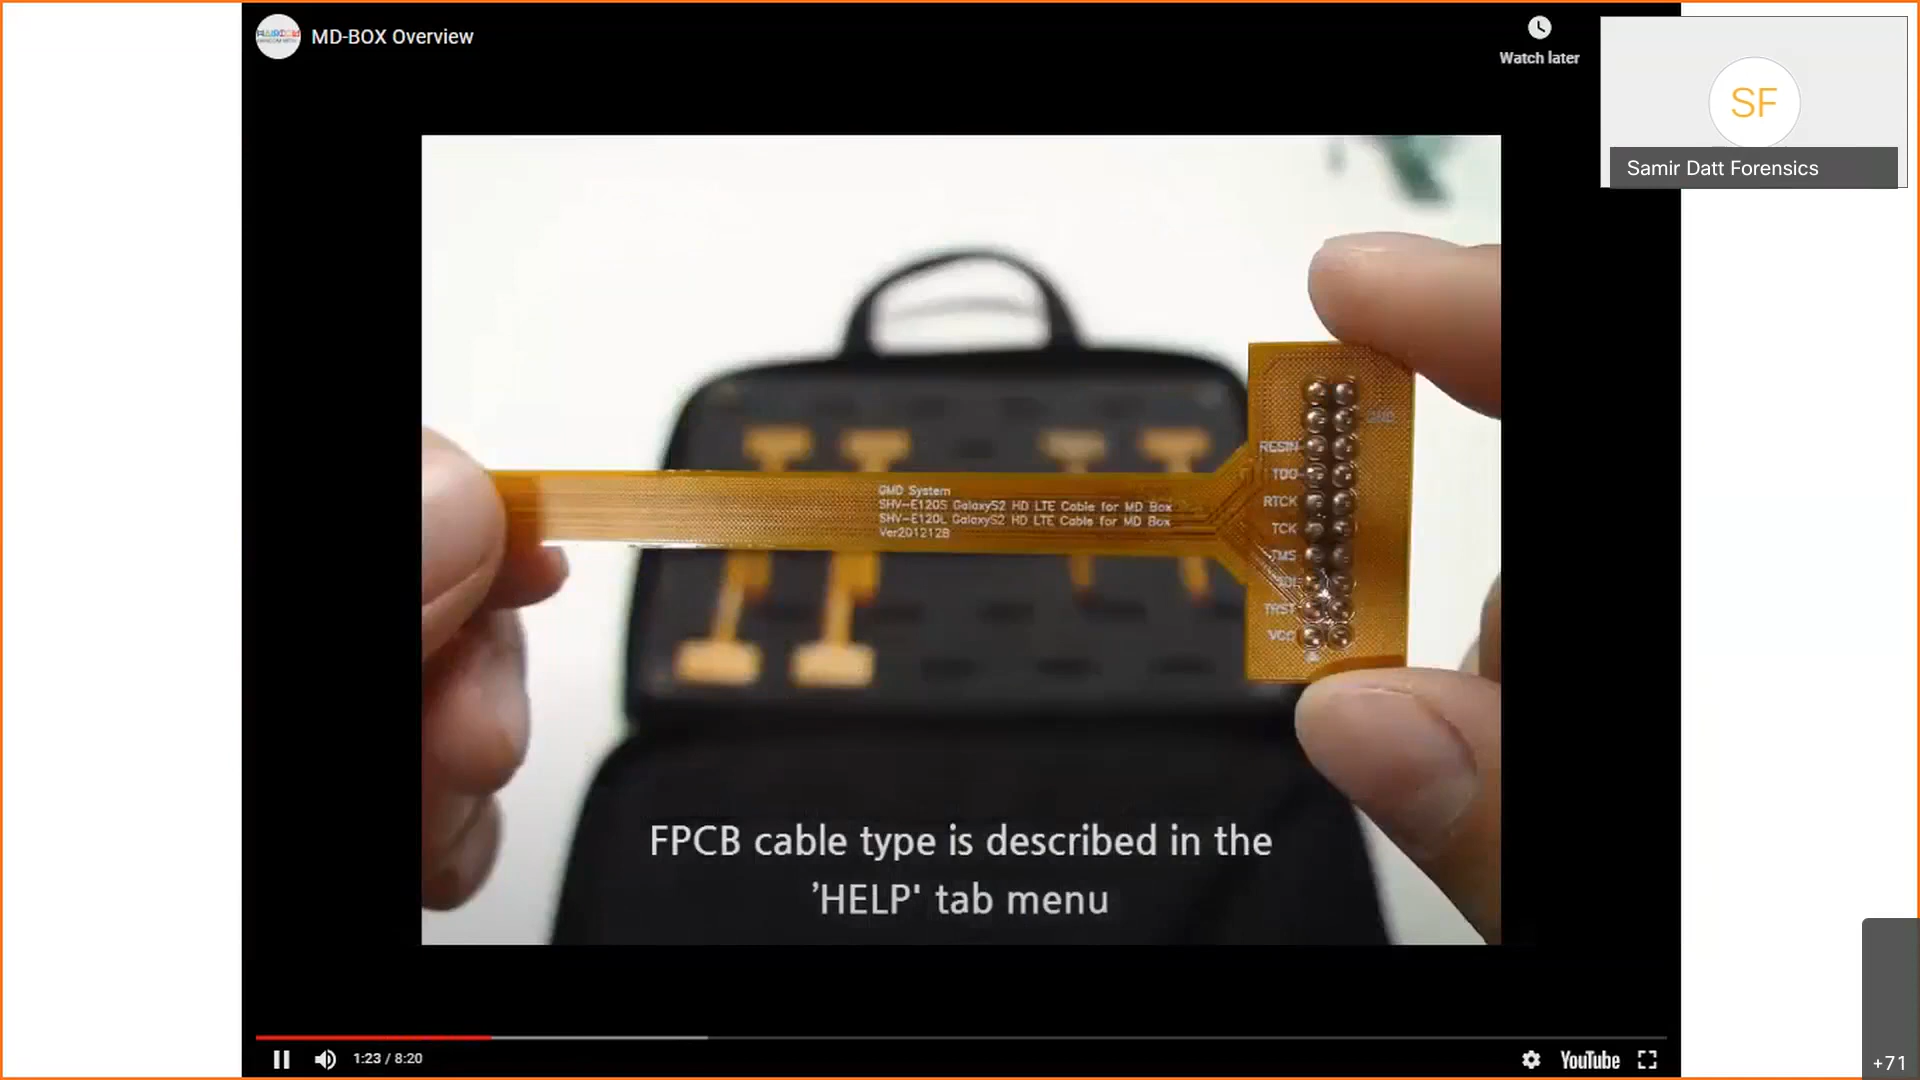 MD-BOX Overview
Watch later
SF
Samir Datt Forensics
GND
RESIN
TDO
RTCK
TCK
TMS
TDI
TRST
VCC
GMD System
SHV-E120S GalaxyS2 HD LTE Cable for MD Box
SHV-E120L GalaxyS2 HD LTE Cable for MD Box
Ver201212B
FPCB cable type is described in the
'HELP' tab menu
1:23 / 8:20
YouTube
+71